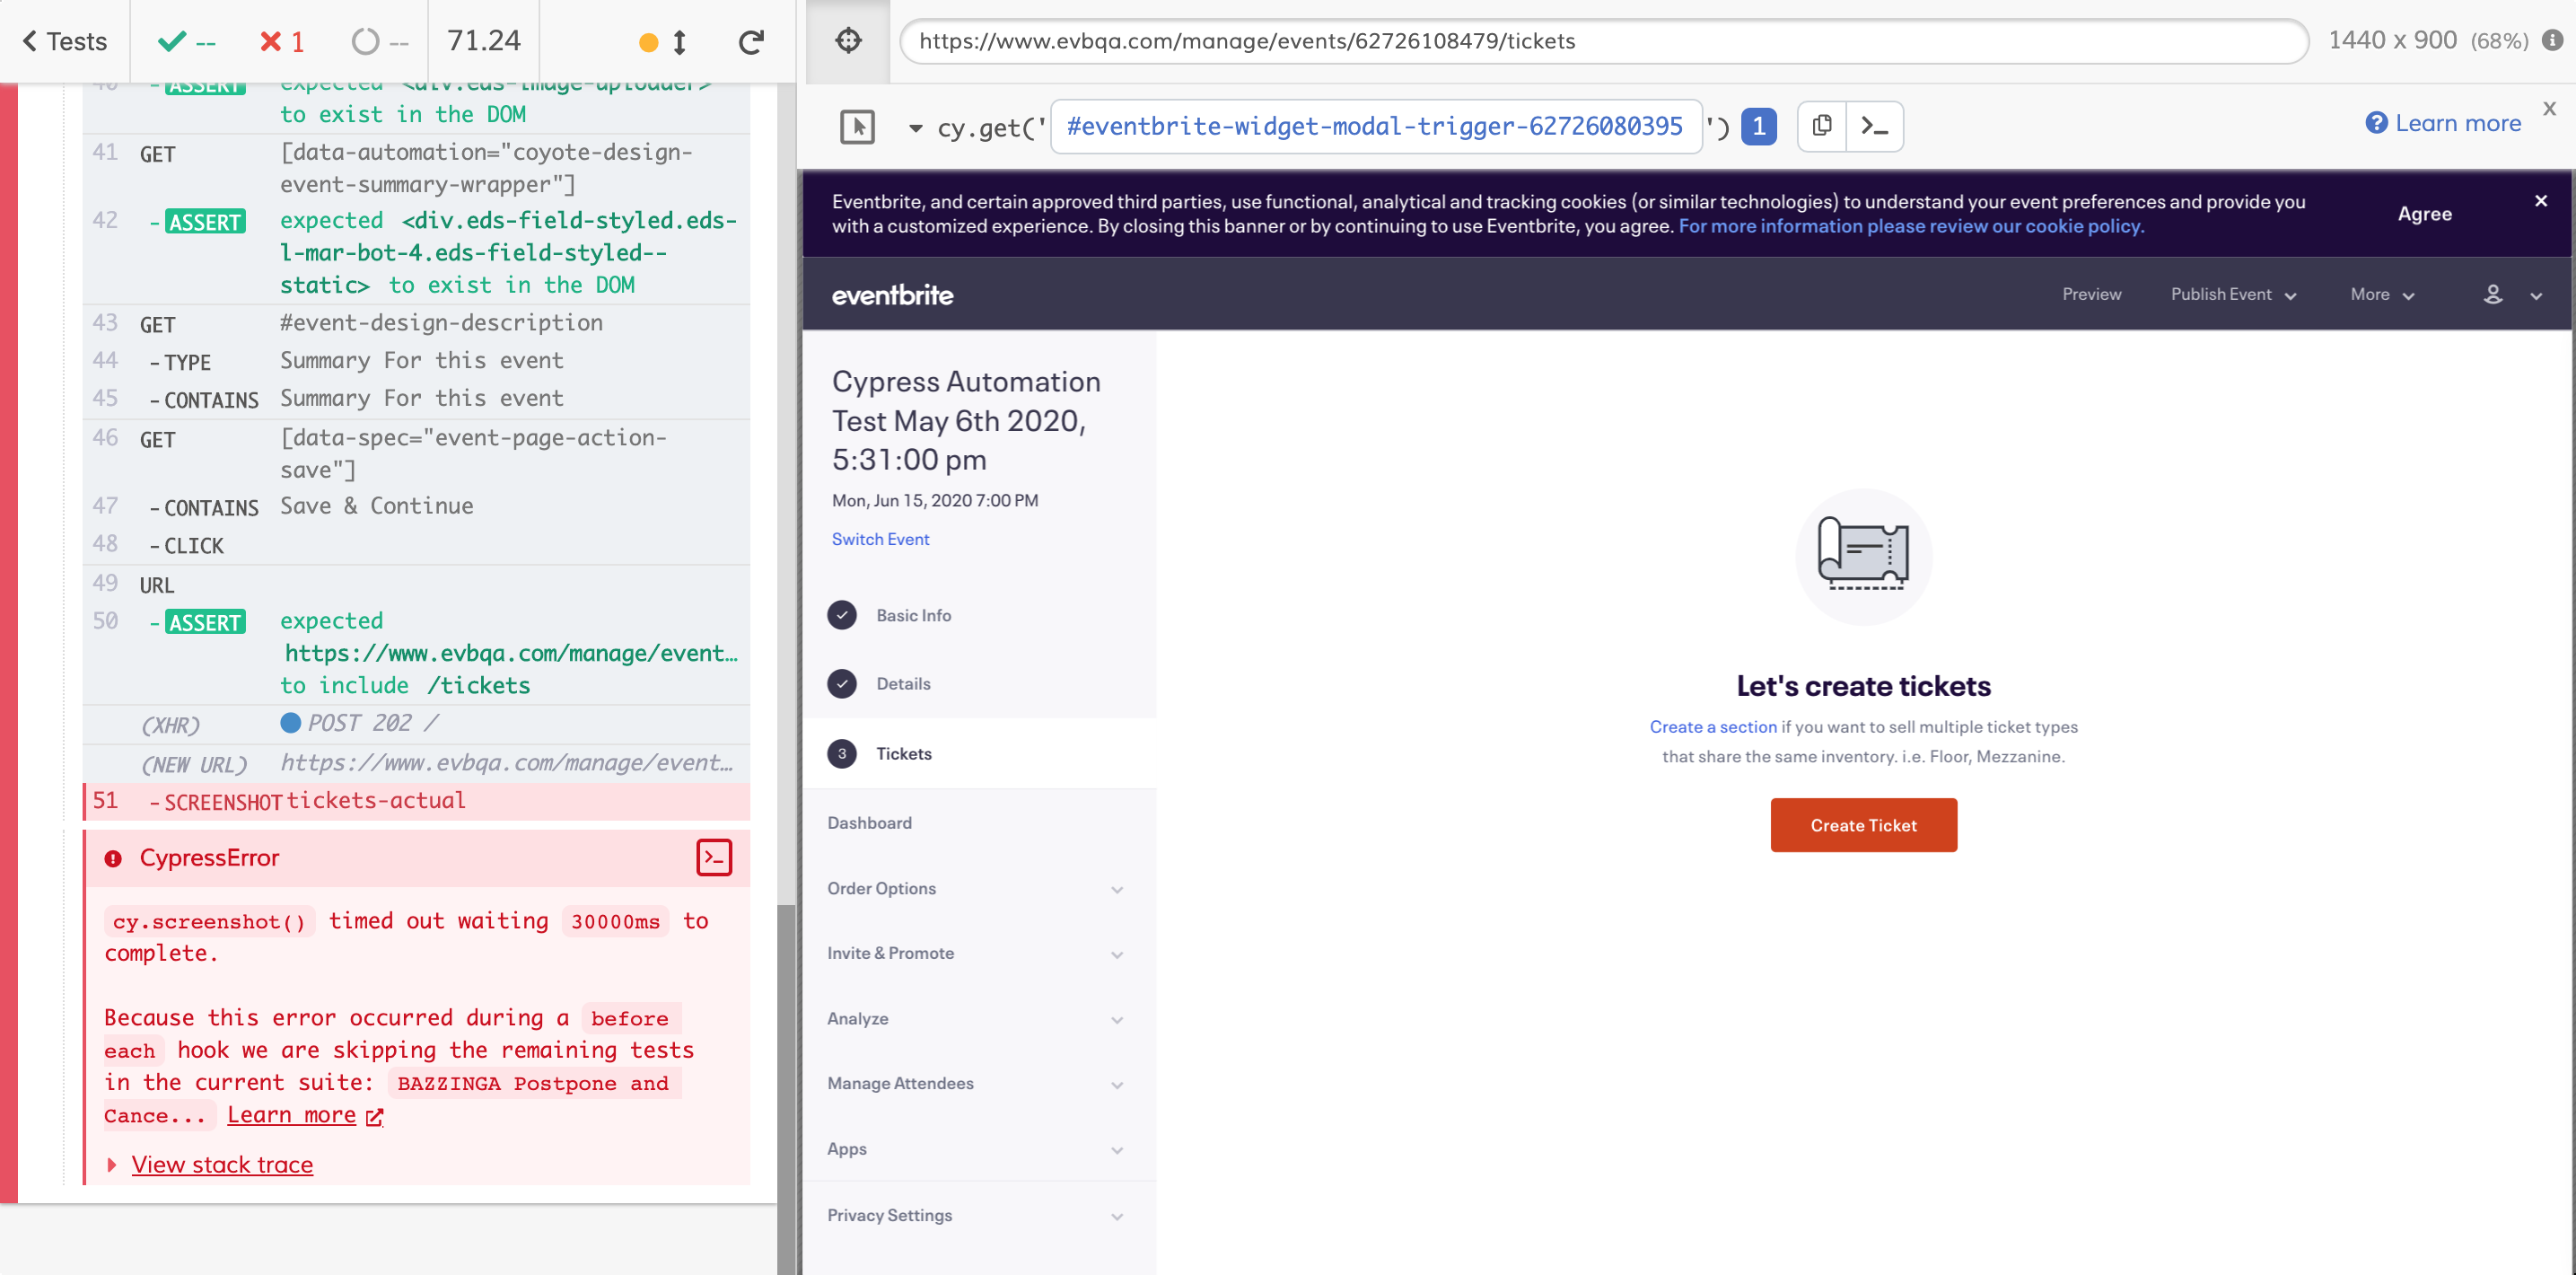 Tests
--
1
--
71.24
40 -ASSERT expected <div.eds-image-uploader>
to exist in the DOM
41 GET [data-automation="coyote-design-
event-summary-wrapper"]
42 -ASSERT expected <div.eds-field-styled.eds-
l-mar-bot-4.eds-field-styled--
static> to exist in the DOM
43 GET #event-design-description
44 -TYPE Summary For this event
45 -CONTAINS Summary For this event
46 GET [data-spec="event-page-action-
save"]
47 -CONTAINS Save & Continue
48 -CLICK
49 URL
50 -ASSERT expected
https://www.evbqa.com/manage/event…
to include /tickets
(XHR) POST 202 /
(NEW URL) https://www.evbqa.com/manage/event…
51 -SCREENSHOT tickets-actual
CypressError
cy.screenshot() timed out waiting 30000ms to
complete.
Because this error occurred during a before
each hook we are skipping the remaining tests
in the current suite: BAZZINGA Postpone and
Cance... Learn more
View stack trace
https://www.evbqa.com/manage/events/62726108479/tickets
1440 x 900 (68%)
cy.get('#eventbrite-widget-modal-trigger-62726080395') 1
Learn more
x
Eventbrite, and certain approved third parties, use functional, analytical and tracking cookies (or similar technologies) to understand your event preferences and provide you
with a customized experience. By closing this banner or by continuing to use Eventbrite, you agree. For more information please review our cookie policy.
Agree
eventbrite
Preview
Publish Event
More
Cypress Automation
Test May 6th 2020,
5:31:00 pm
Mon, Jun 15, 2020 7:00 PM
Switch Event
Basic Info
Details
3 Tickets
Dashboard
Order Options
Invite & Promote
Analyze
Manage Attendees
Apps
Privacy Settings
Let's create tickets
Create a section if you want to sell multiple ticket types
that share the same inventory. i.e. Floor, Mezzanine.
Create Ticket